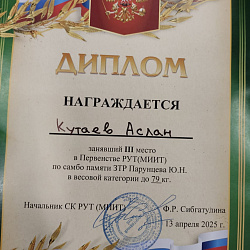 ДИПЛОМ
НАГРАЖДАЕТСЯ
Кутаев Аслан
занявший III место
в Первенстве РУТ(МИИТ)
по самбо памяти ЗТР Парунцева Ю.Н.
в весовой категории до 79 кг.
Начальник СК РУТ (МИИТ) Ф.Р. Сибгатулина
13 апреля 2025 г.